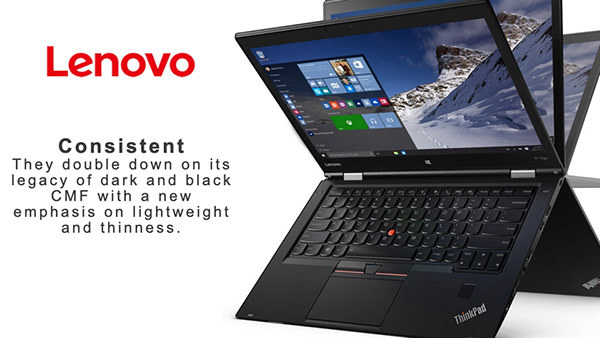 Lenovo
Consistent
They double down on its
legacy of dark and black
CMF with a new
emphasis on lightweight
and thinness.
Lenovo
ThinkPad